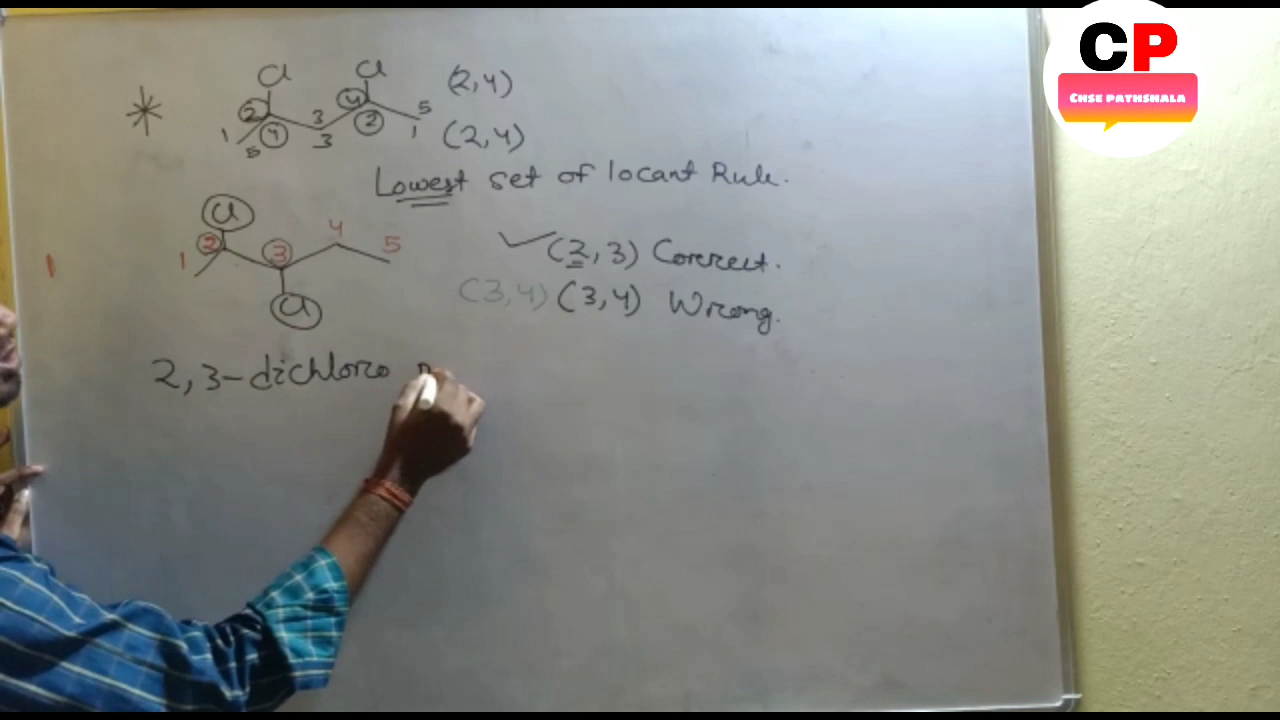 CP
CHSE PATHSHALA
Cl Cl (2,4)
2 3 4 5
1 4 3 2 1 (2,4)
5
Lowest set of locant Rule.
Cl
1 2 3 4 5
Cl
(2,3) Correct.
(3,4) (3,4) Wrong.
2,3-dichloro